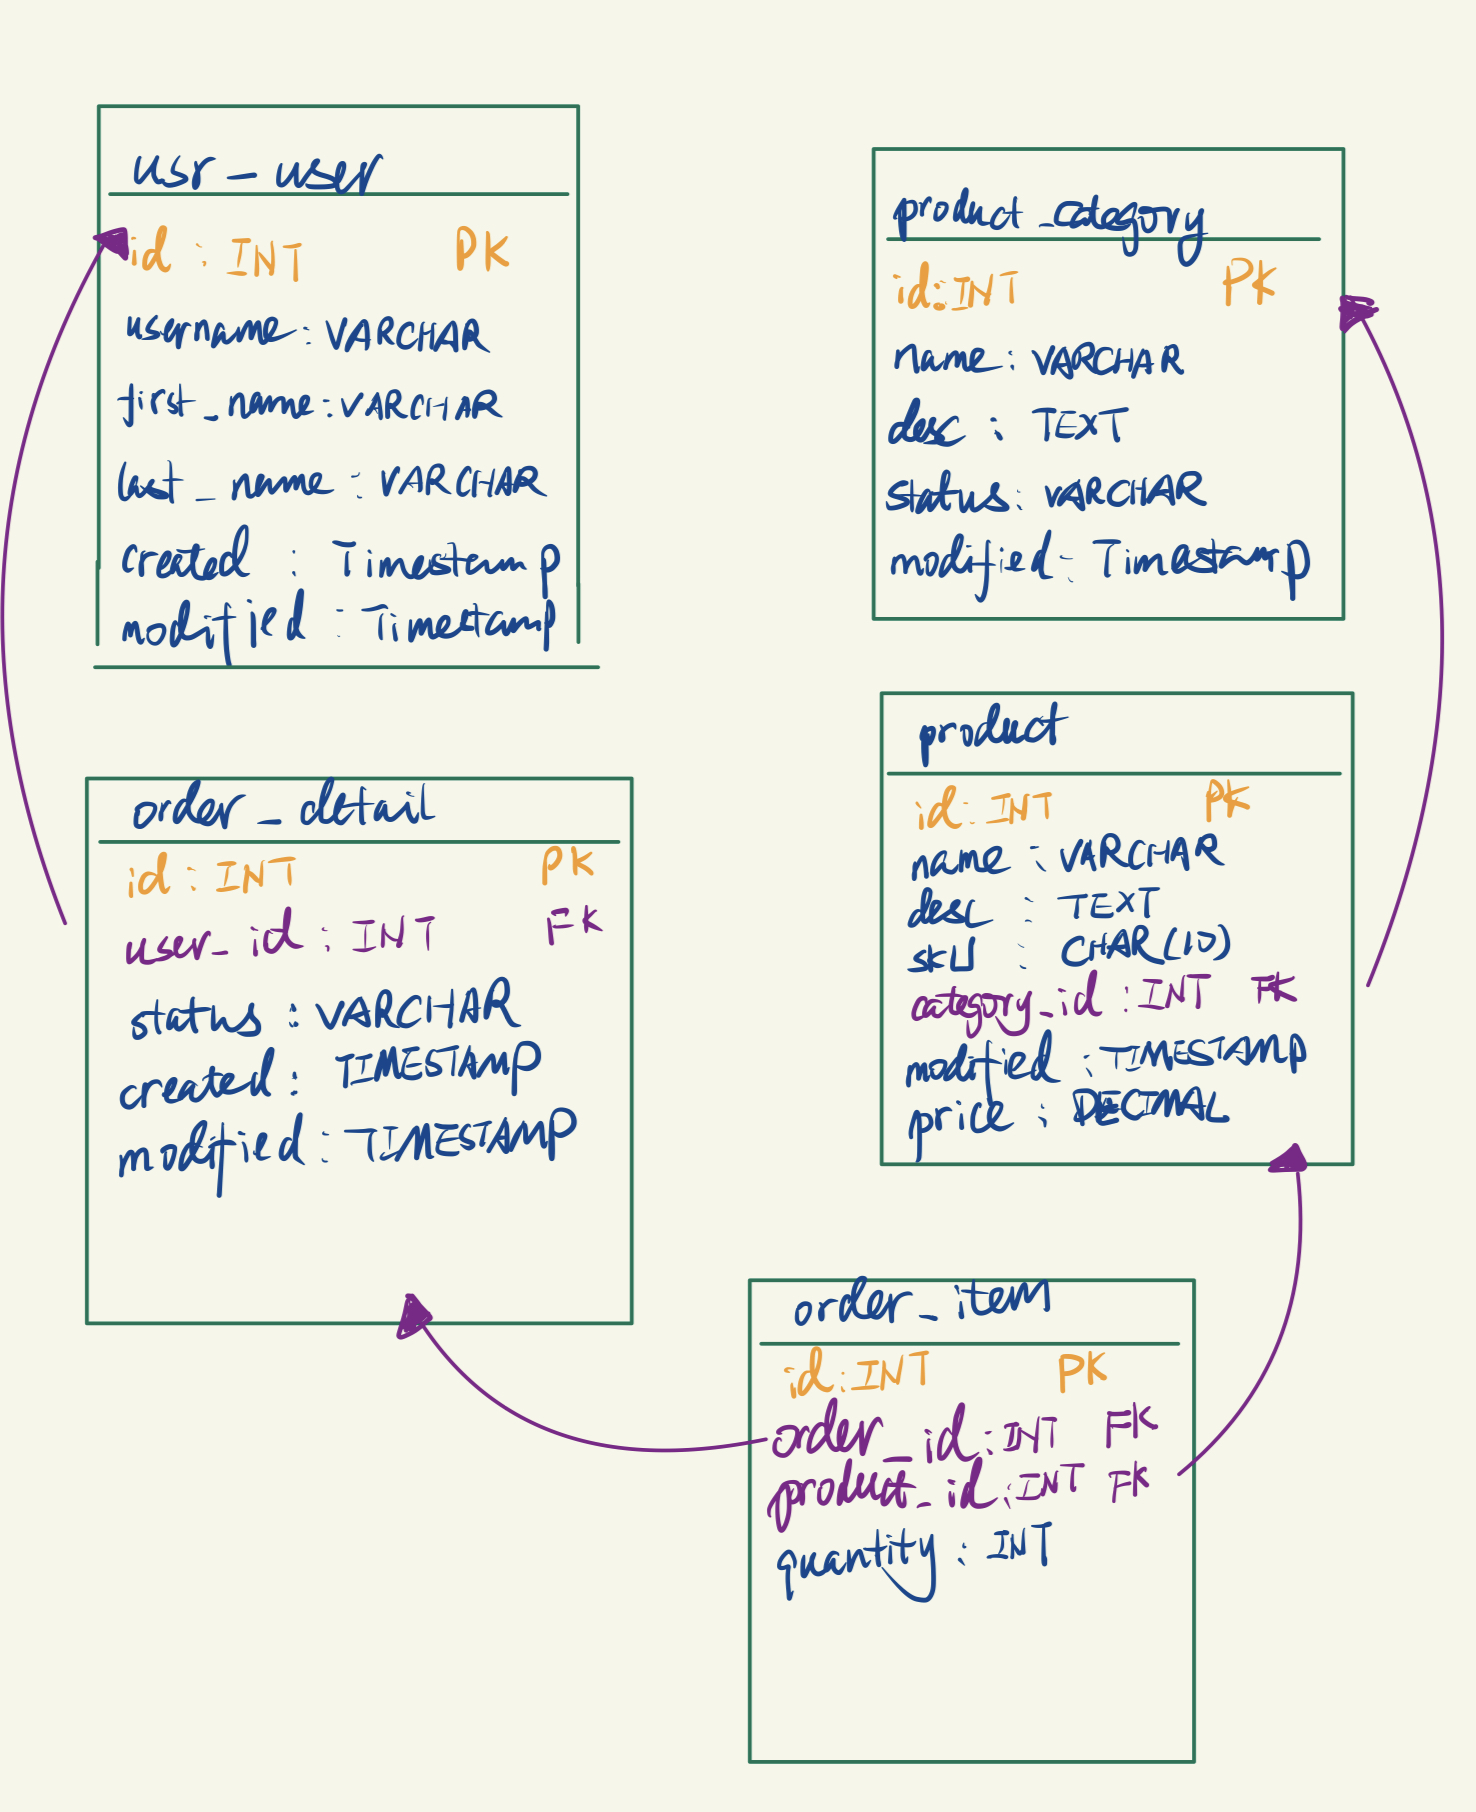 usr_user
id : INT PK
username : VARCHAR
first_name : VARCHAR
last_name : VARCHAR
created : Timestamp
modified : Timestamp
product_category
id : INT PK
name : VARCHAR
desc : TEXT
status : VARCHAR
modified : Timestamp
order_detail
id : INT PK
user_id : INT FK
status : VARCHAR
created : TIMESTAMP
modified : TIMESTAMP
product
id : INT PK
name : VARCHAR
desc : TEXT
sku : CHAR(10)
category_id : INT FK
modified : TIMESTAMP
price : DECIMAL
order_item
id : INT PK
order_id : INT FK
product_id : INT FK
quantity : INT